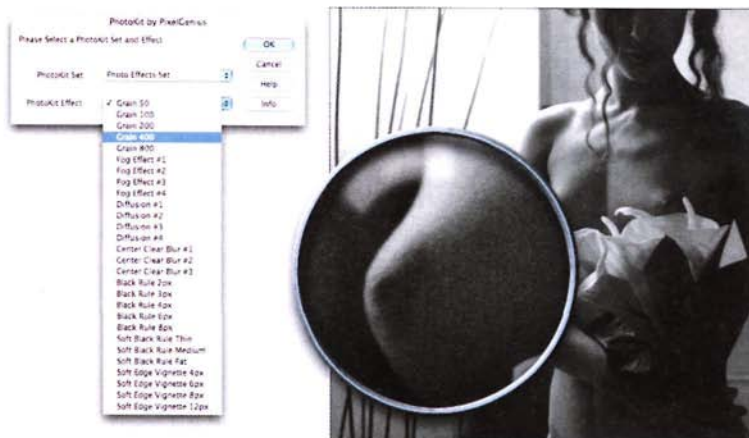 PhotoKit by PixelGenius
Please Select a PhotoKit Set and Effect
OK
Cancel
PhotoKit Set:
Photo Effects Set
Help
PhotoKit Effect:
✓ Grain 50
Info
Grain 100
Grain 200
Grain 400
Grain 800
Fog Effect #1
Fog Effect #2
Fog Effect #3
Fog Effect #4
Diffusion #1
Diffusion #2
Diffusion #3
Diffusion #4
Center Clear Blur #1
Center Clear Blur #2
Center Clear Blur #3
Black Rule 2px
Black Rule 3px
Black Rule 4px
Black Rule 6px
Black Rule 8px
Soft Black Rule Thin
Soft Black Rule Medium
Soft Black Rule Fat
Soft Edge Vignette 4px
Soft Edge Vignette 6px
Soft Edge Vignette 8px
Soft Edge Vignette 12px